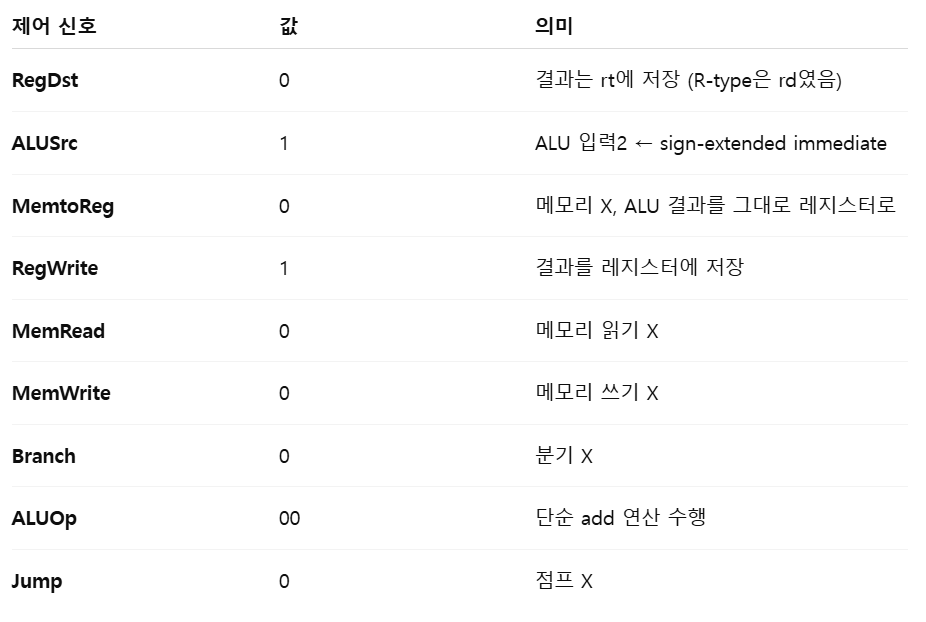 제어 신호 값 의미
RegDst 0 결과는 rt에 저장 (R-type은 rd였음)
ALUSrc 1 ALU 입력2 ← sign-extended immediate
MemtoReg 0 메모리 X, ALU 결과를 그대로 레지스터로
RegWrite 1 결과를 레지스터에 저장
MemRead 0 메모리 읽기 X
MemWrite 0 메모리 쓰기 X
Branch 0 분기 X
ALUOp 00 단순 add 연산 수행
Jump 0 점프 X